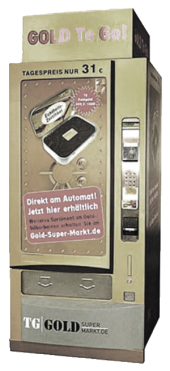 GOLD To Go!
TAGESPREIS NUR 31 €
Direkt am Automat!
Jetzt hier erhältlich
Gold-Super-Markt.de
TG GOLD SUPER
MARKT.DE